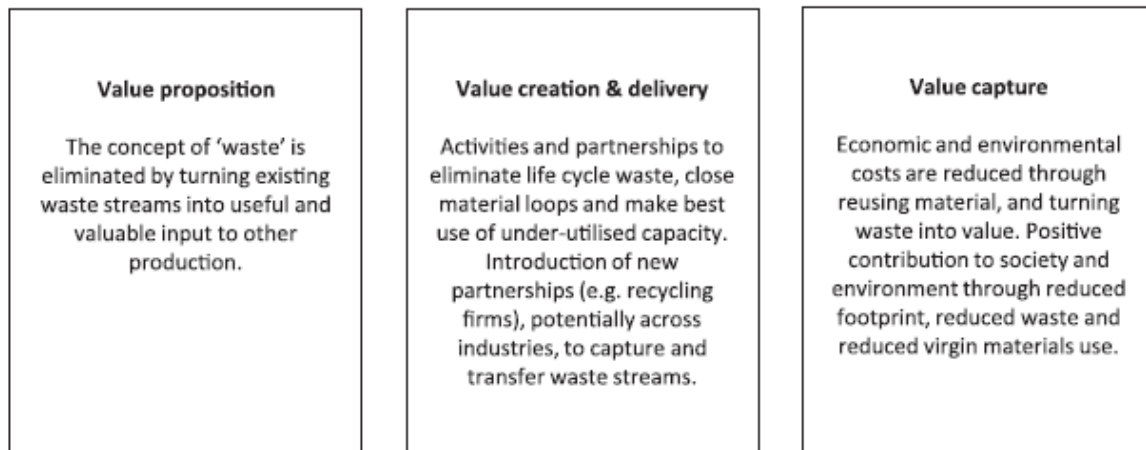 Value proposition
The concept of ‘waste’ is
eliminated by turning existing
waste streams into useful and
valuable input to other
production.
Value creation & delivery
Activities and partnerships to
eliminate life cycle waste, close
material loops and make best
use of under-utilised capacity.
Introduction of new
partnerships (e.g. recycling
firms), potentially across
industries, to capture and
transfer waste streams.
Value capture
Economic and environmental
costs are reduced through
reusing material, and turning
waste into value. Positive
contribution to society and
environment through reduced
footprint, reduced waste and
reduced virgin materials use.